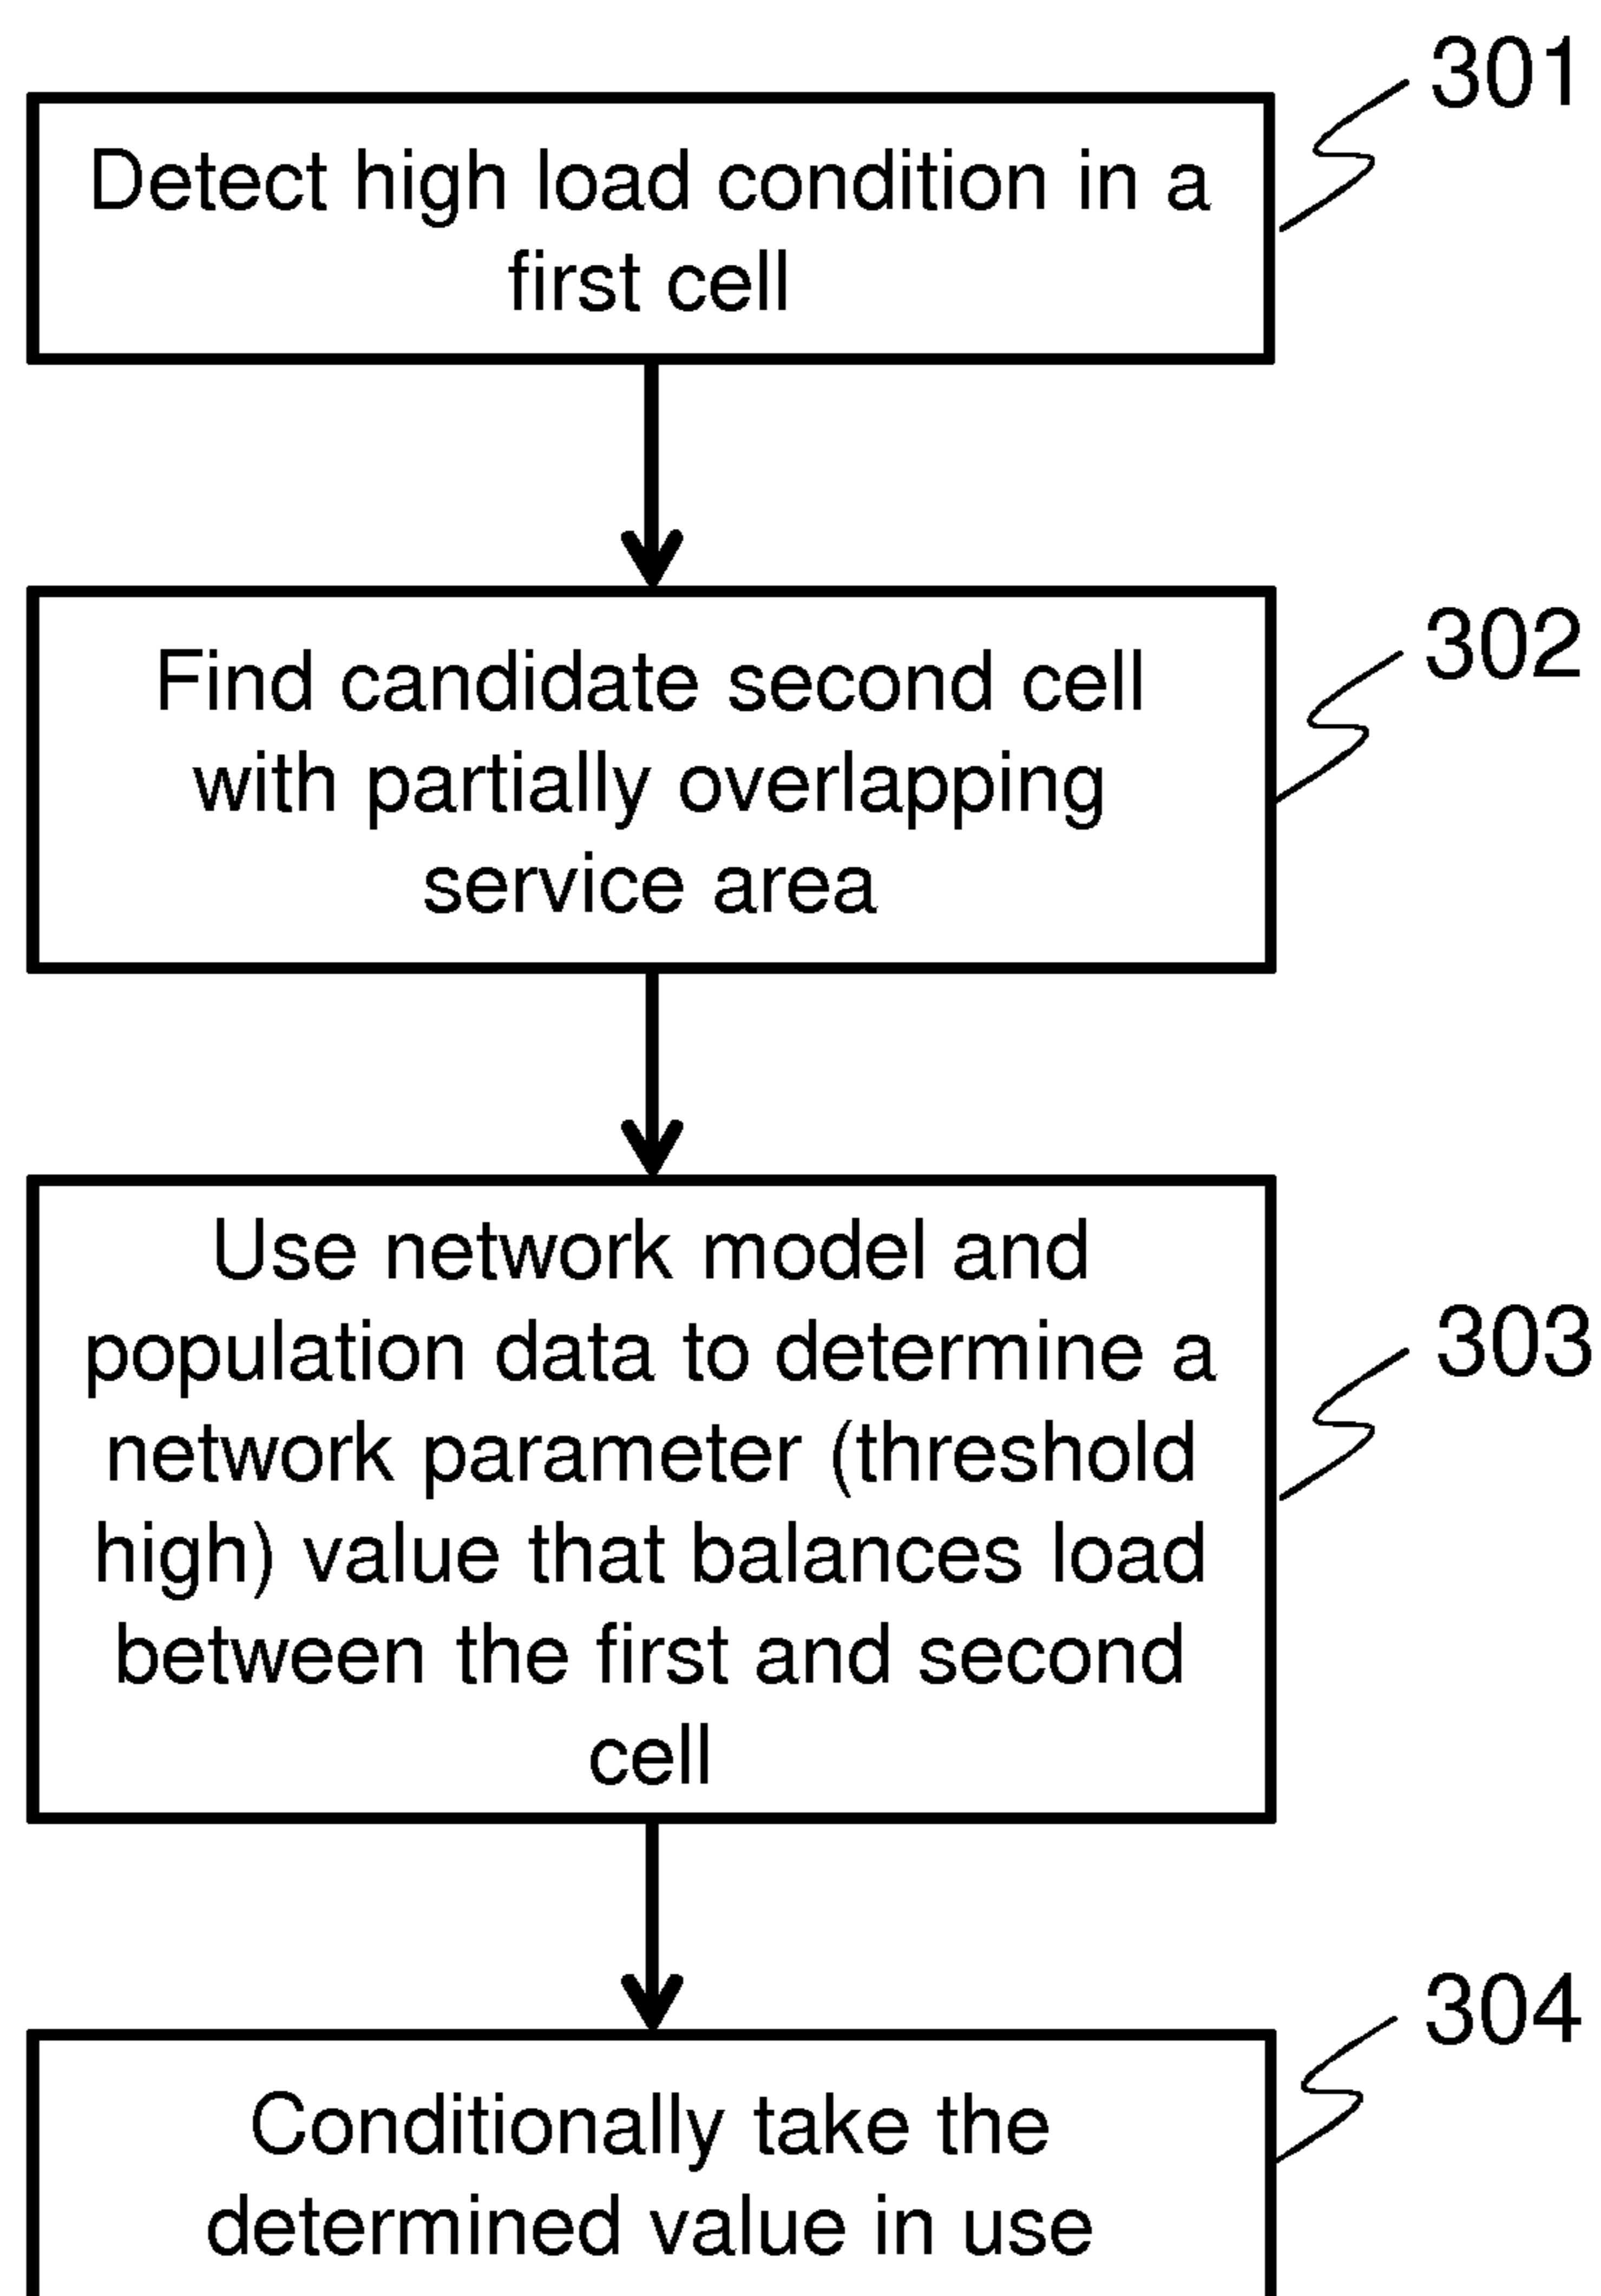 301
Detect high load condition in a
first cell
302
Find candidate second cell
with partially overlapping
service area
303
Use network model and
population data to determine a
network parameter (threshold
high) value that balances load
between the first and second
cell
304
Conditionally take the
determined value in use